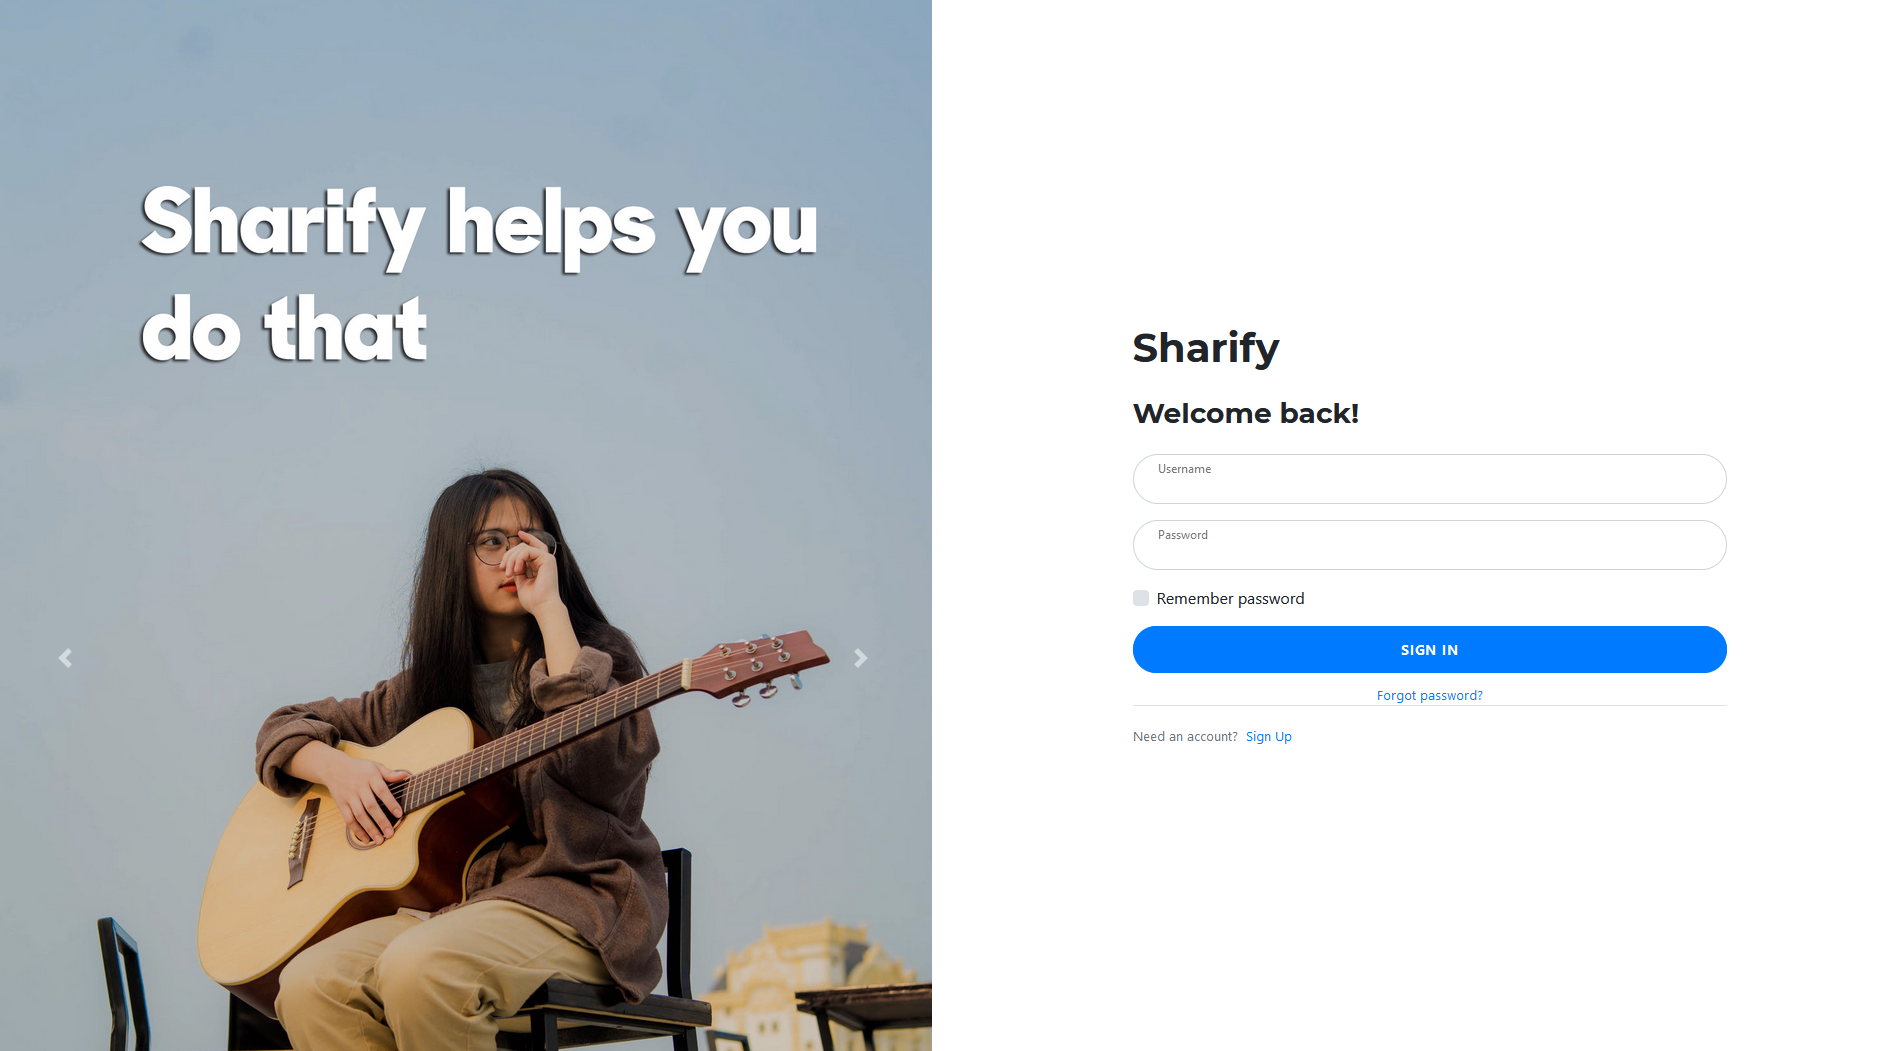 Sharify helps you
do that
Sharify
Welcome back!
Username
Password
Remember password
SIGN IN
Forgot password?
Need an account? Sign Up